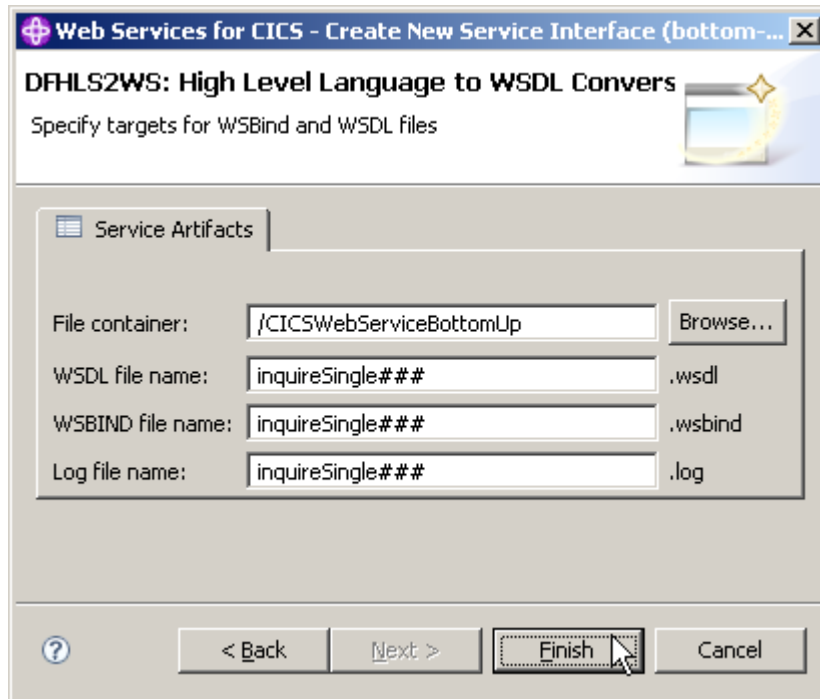 Web Services for CICS - Create New Service Interface (bottom-...
DFHLS2WS: High Level Language to WSDL Convers
Specify targets for WSBind and WSDL files
Service Artifacts
File container: /CICSWebServiceBottomUp Browse...
WSDL file name: inquireSingle### .wsdl
WSBIND file name: inquireSingle### .wsbind
Log file name: inquireSingle### .log
? < Back Next > Finish Cancel